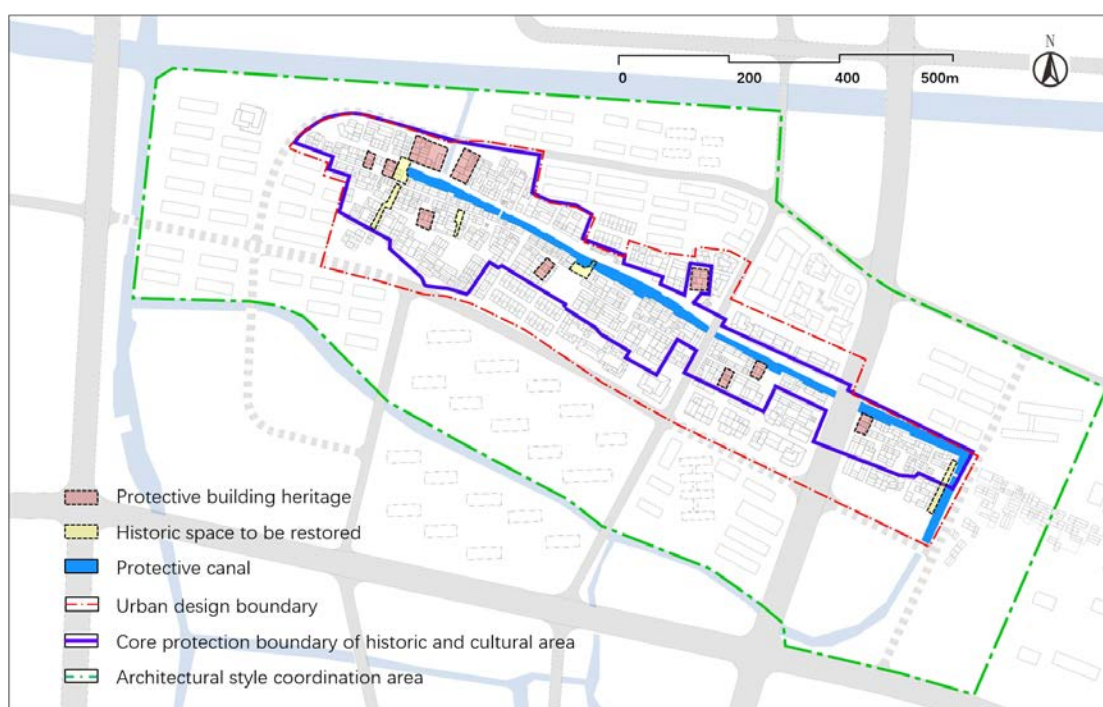 N
0 200 400 500m
Protective building heritage
Historic space to be restored
Protective canal
Urban design boundary
Core protection boundary of historic and cultural area
Architectural style coordination area